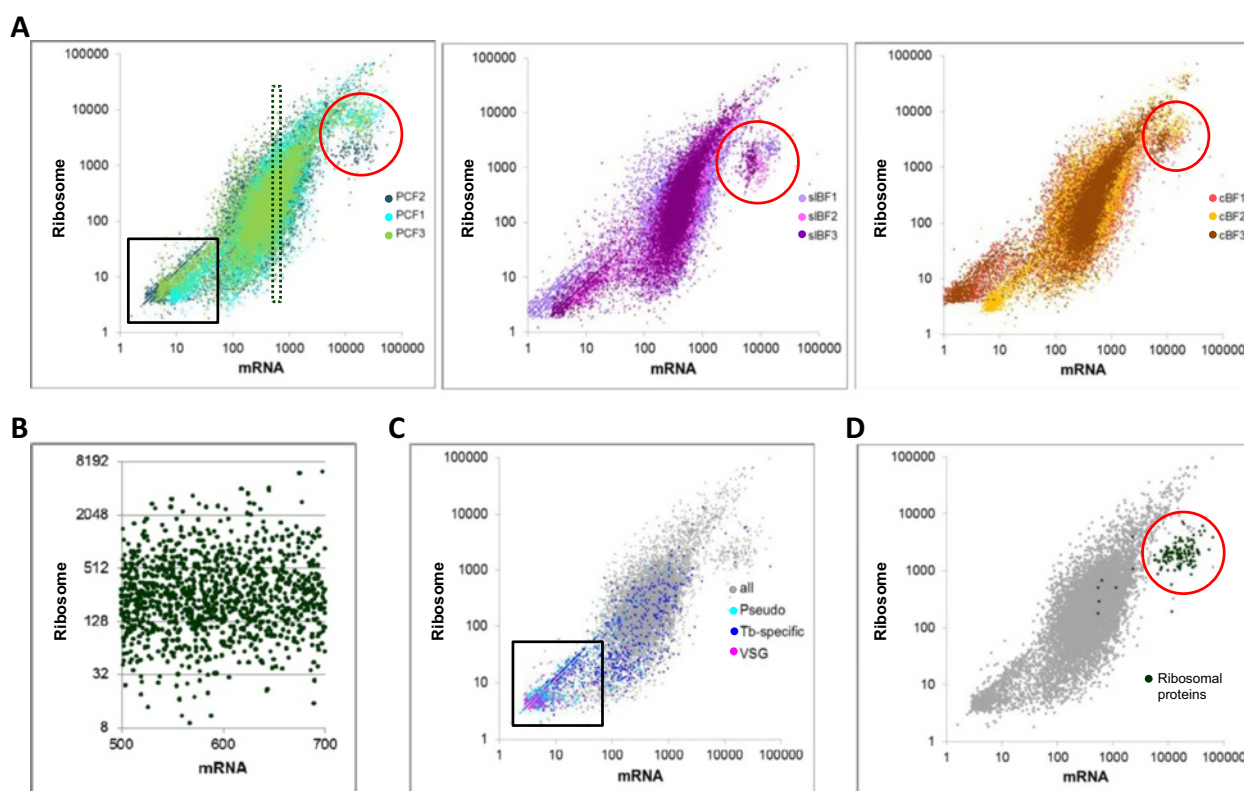 A
Ribosome
100000
10000
1000
100
10
1
1 10 100 1000 10000 100000
mRNA
PCF2
PCF1
PCF3
Ribosome
100000
10000
1000
100
10
1
1 10 100 1000 10000 100000
mRNA
slBF1
slBF2
slBF3
Ribosome
100000
10000
1000
100
10
1
1 10 100 1000 10000 100000
mRNA
cBF1
cBF2
cBF3
B
Ribosome
8192
2048
512
128
32
8
500 600 700
mRNA
C
Ribosome
100000
10000
1000
100
10
1
1 10 100 1000 10000 100000
mRNA
all
Pseudo
Tb-specific
VSG
D
Ribosome
100000
10000
1000
100
10
1
1 10 100 1000 10000 100000
mRNA
Ribosomal
proteins